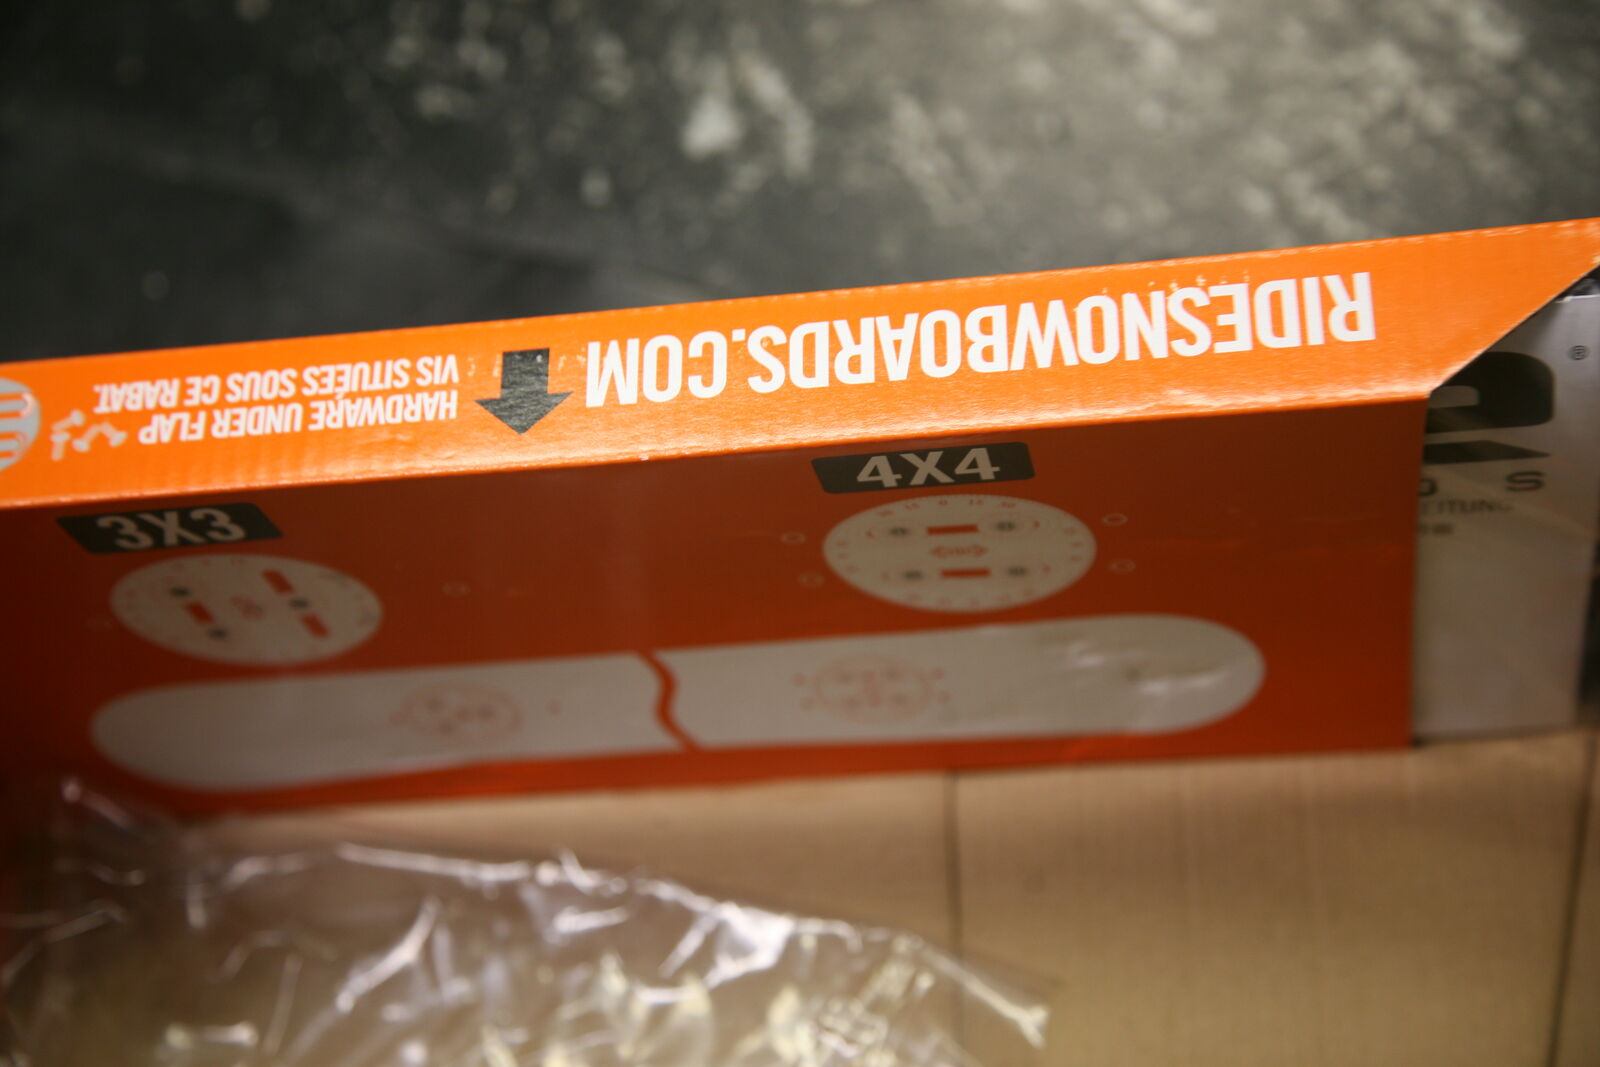 RIDESNOWBOARDS.COM
HARDWARE UNDER FLAP
VIS SITUÉES SOUS CE RABAT.
4X4
3X3
®
S